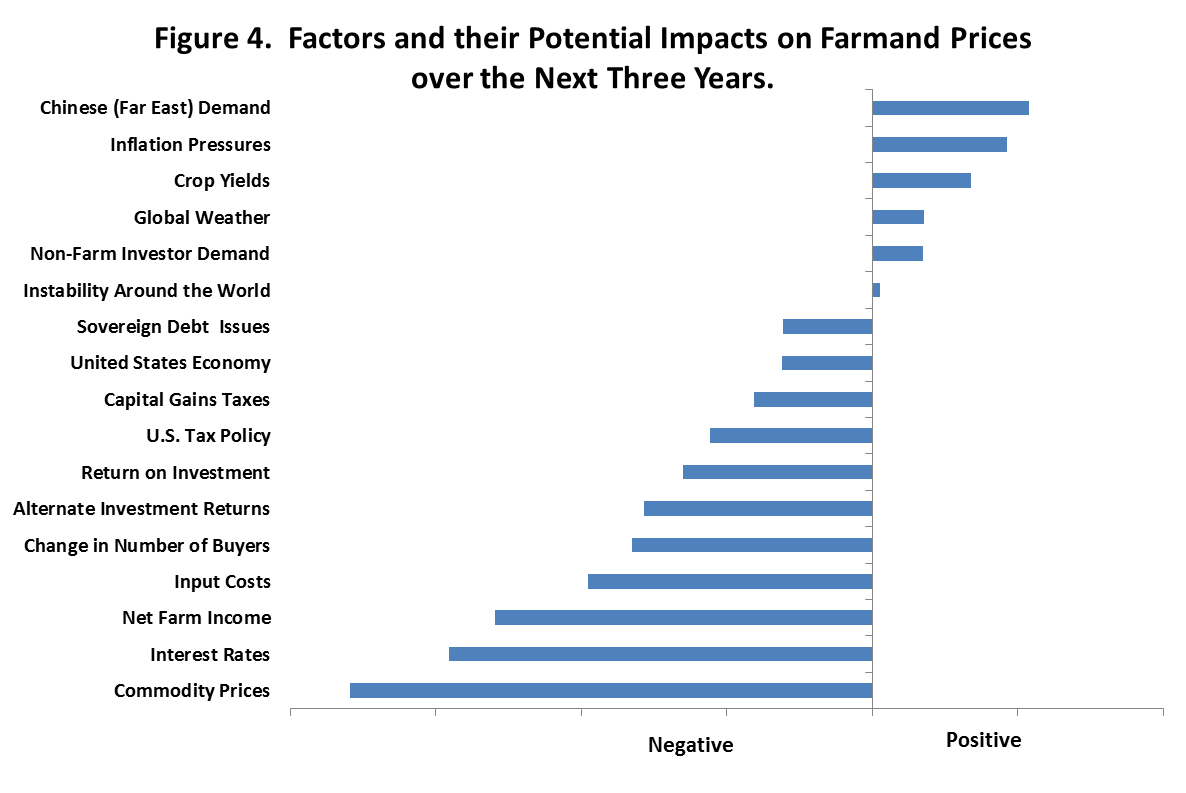 Figure 4.  Factors and their Potential Impacts on Farmand Prices
over the Next Three Years.
Chinese (Far East) Demand
Inflation Pressures
Crop Yields
Global Weather
Non-Farm Investor Demand
Instability Around the World
Sovereign Debt  Issues
United States Economy
Capital Gains Taxes
U.S. Tax Policy
Return on Investment
Alternate Investment Returns
Change in Number of Buyers
Input Costs
Net Farm Income
Interest Rates
Commodity Prices
Negative
Positive